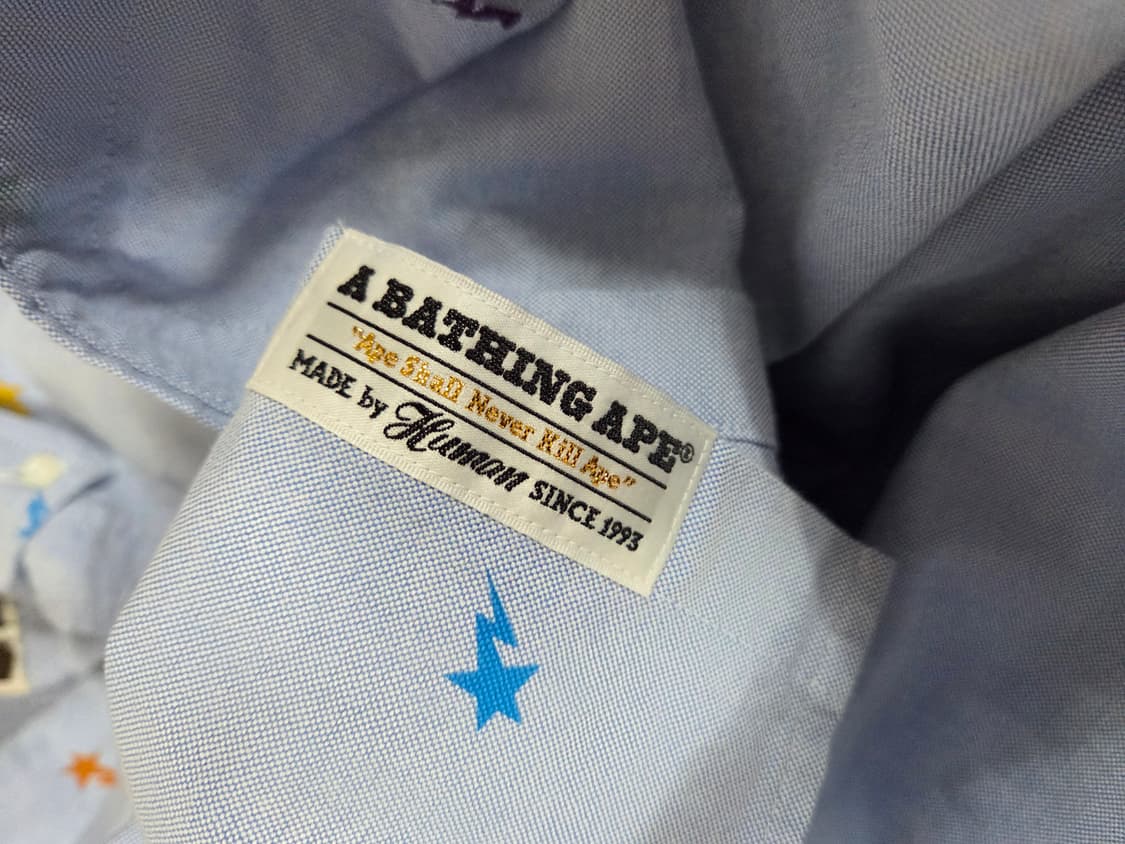 A BATHING APE®
"Ape Shall Never Kill Ape"
MADE by Human SINCE 1993